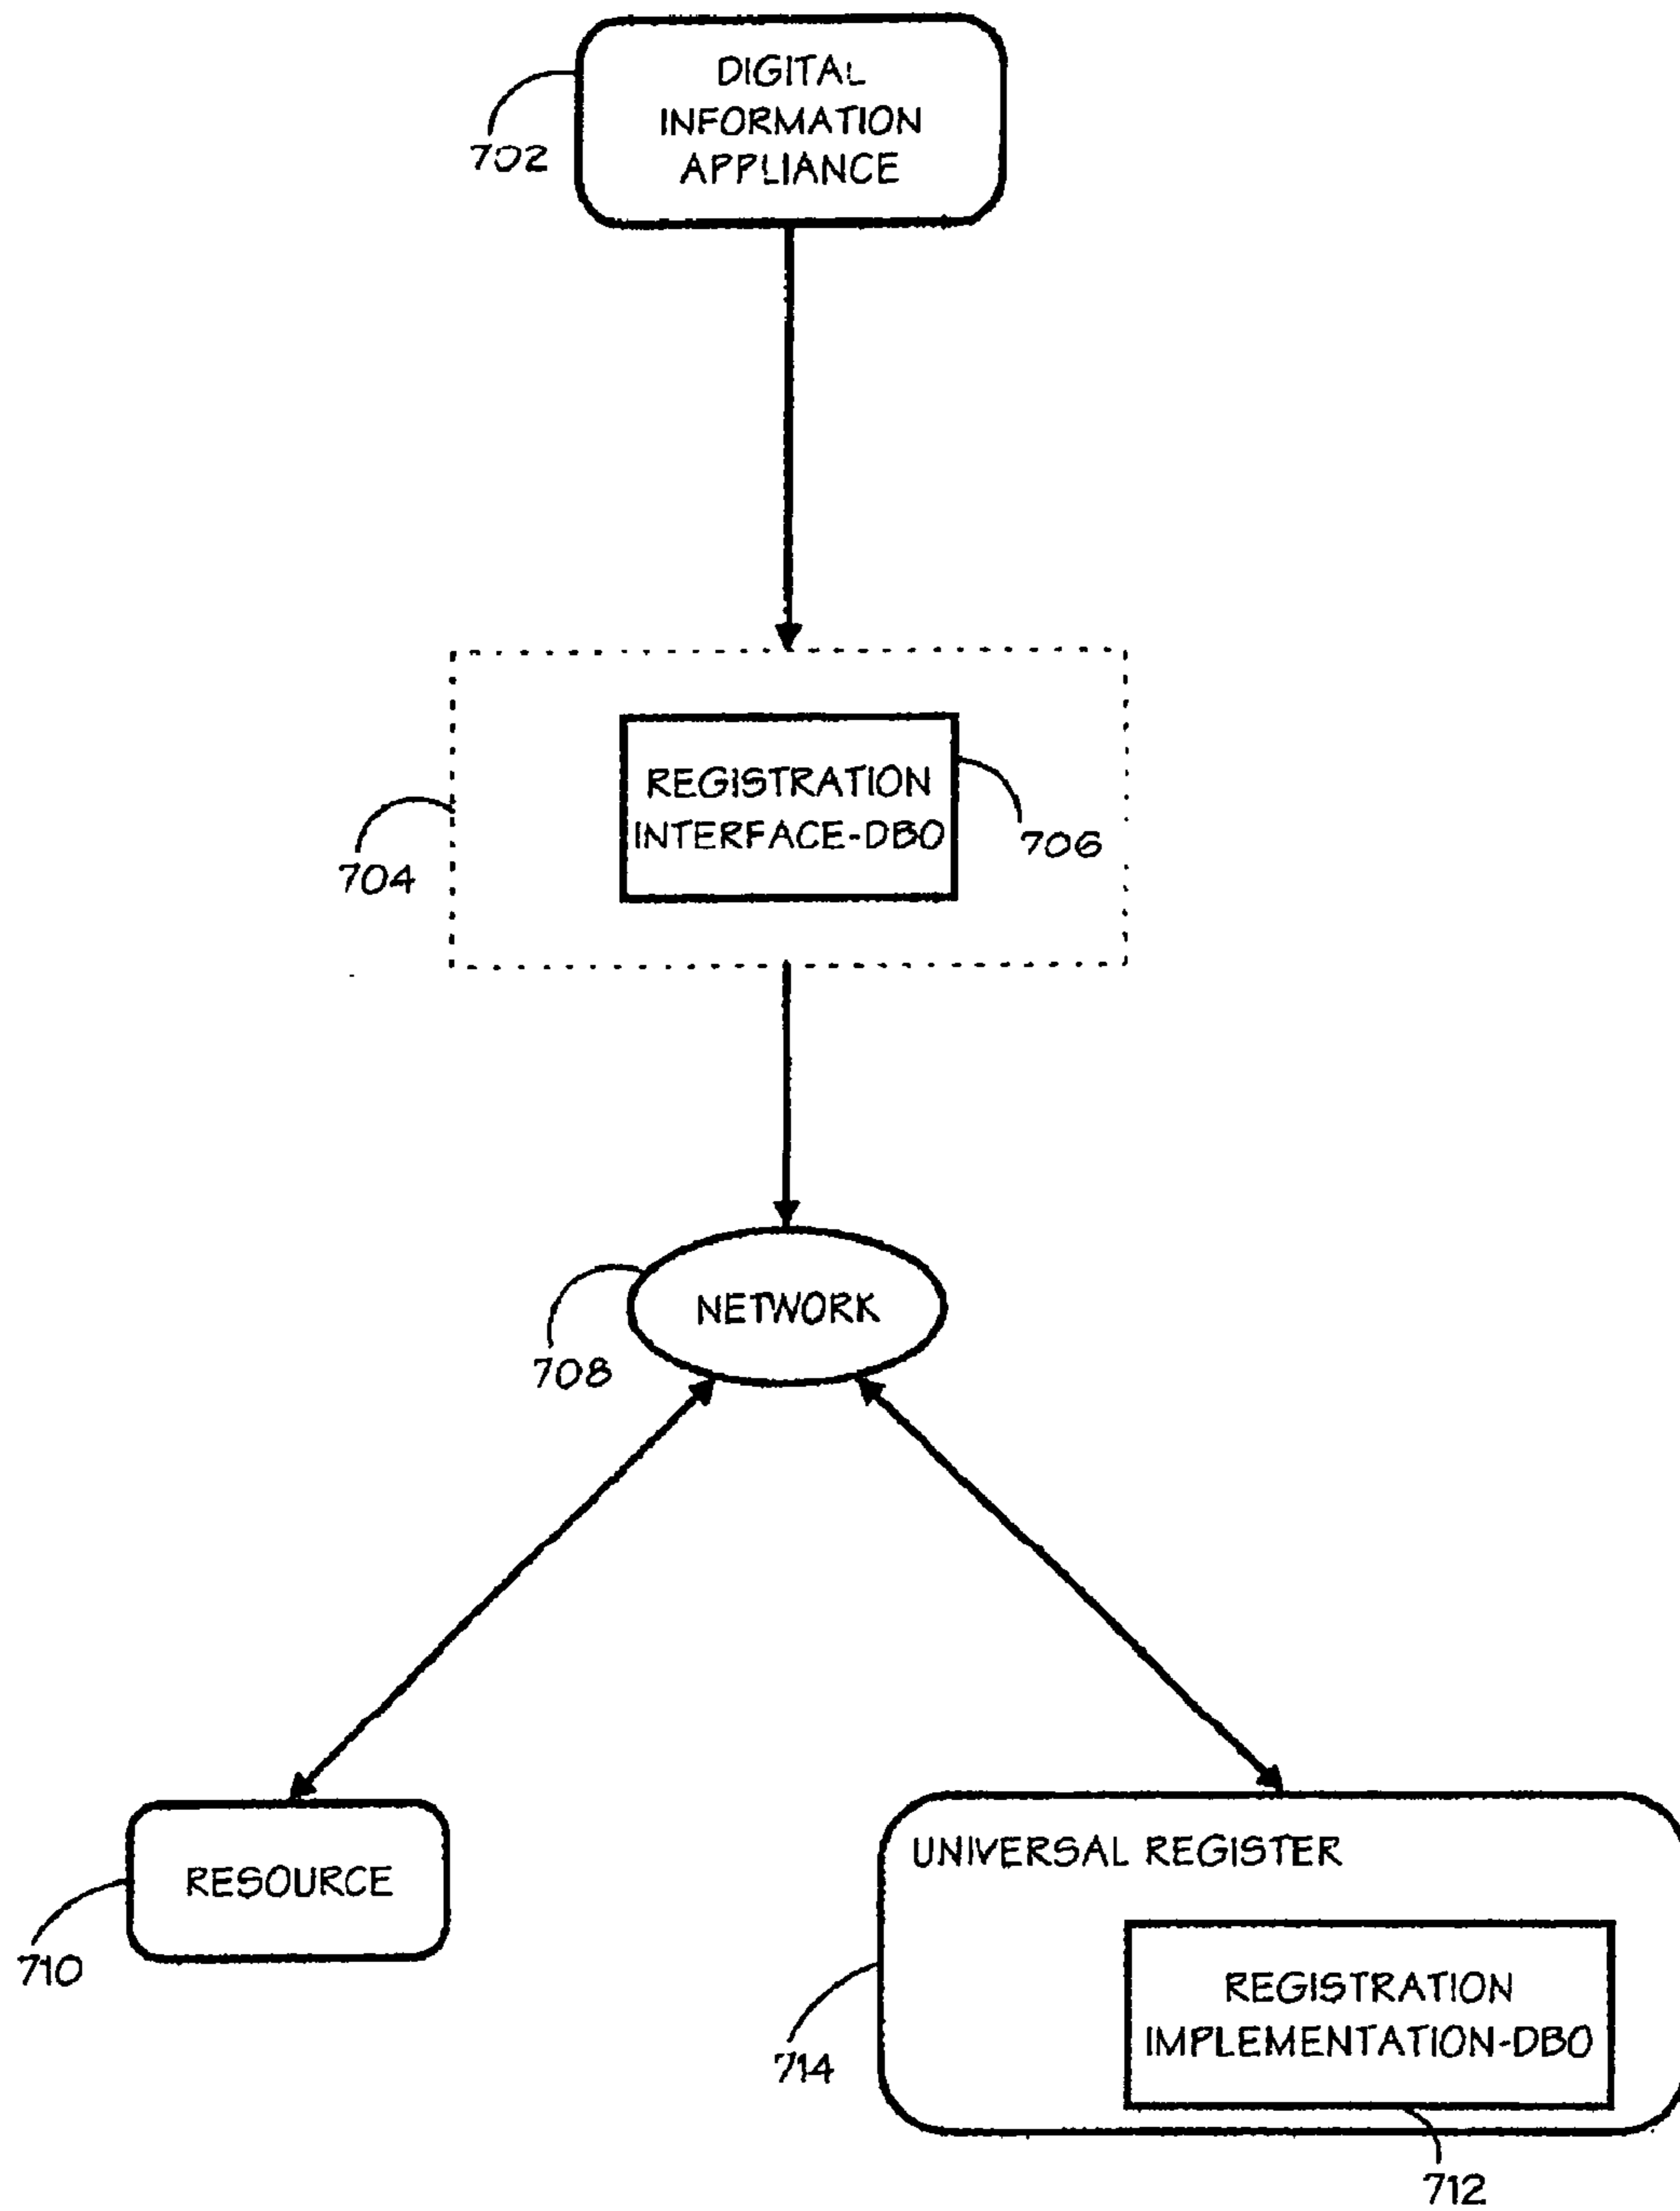 DIGITAL
INFORMATION
APPLIANCE
702
REGISTRATION
INTERFACE-DBO
706
704
NETWORK
708
RESOURCE
710
UNIVERSAL REGISTER
REGISTRATION
IMPLEMENTATION-DBO
714
712